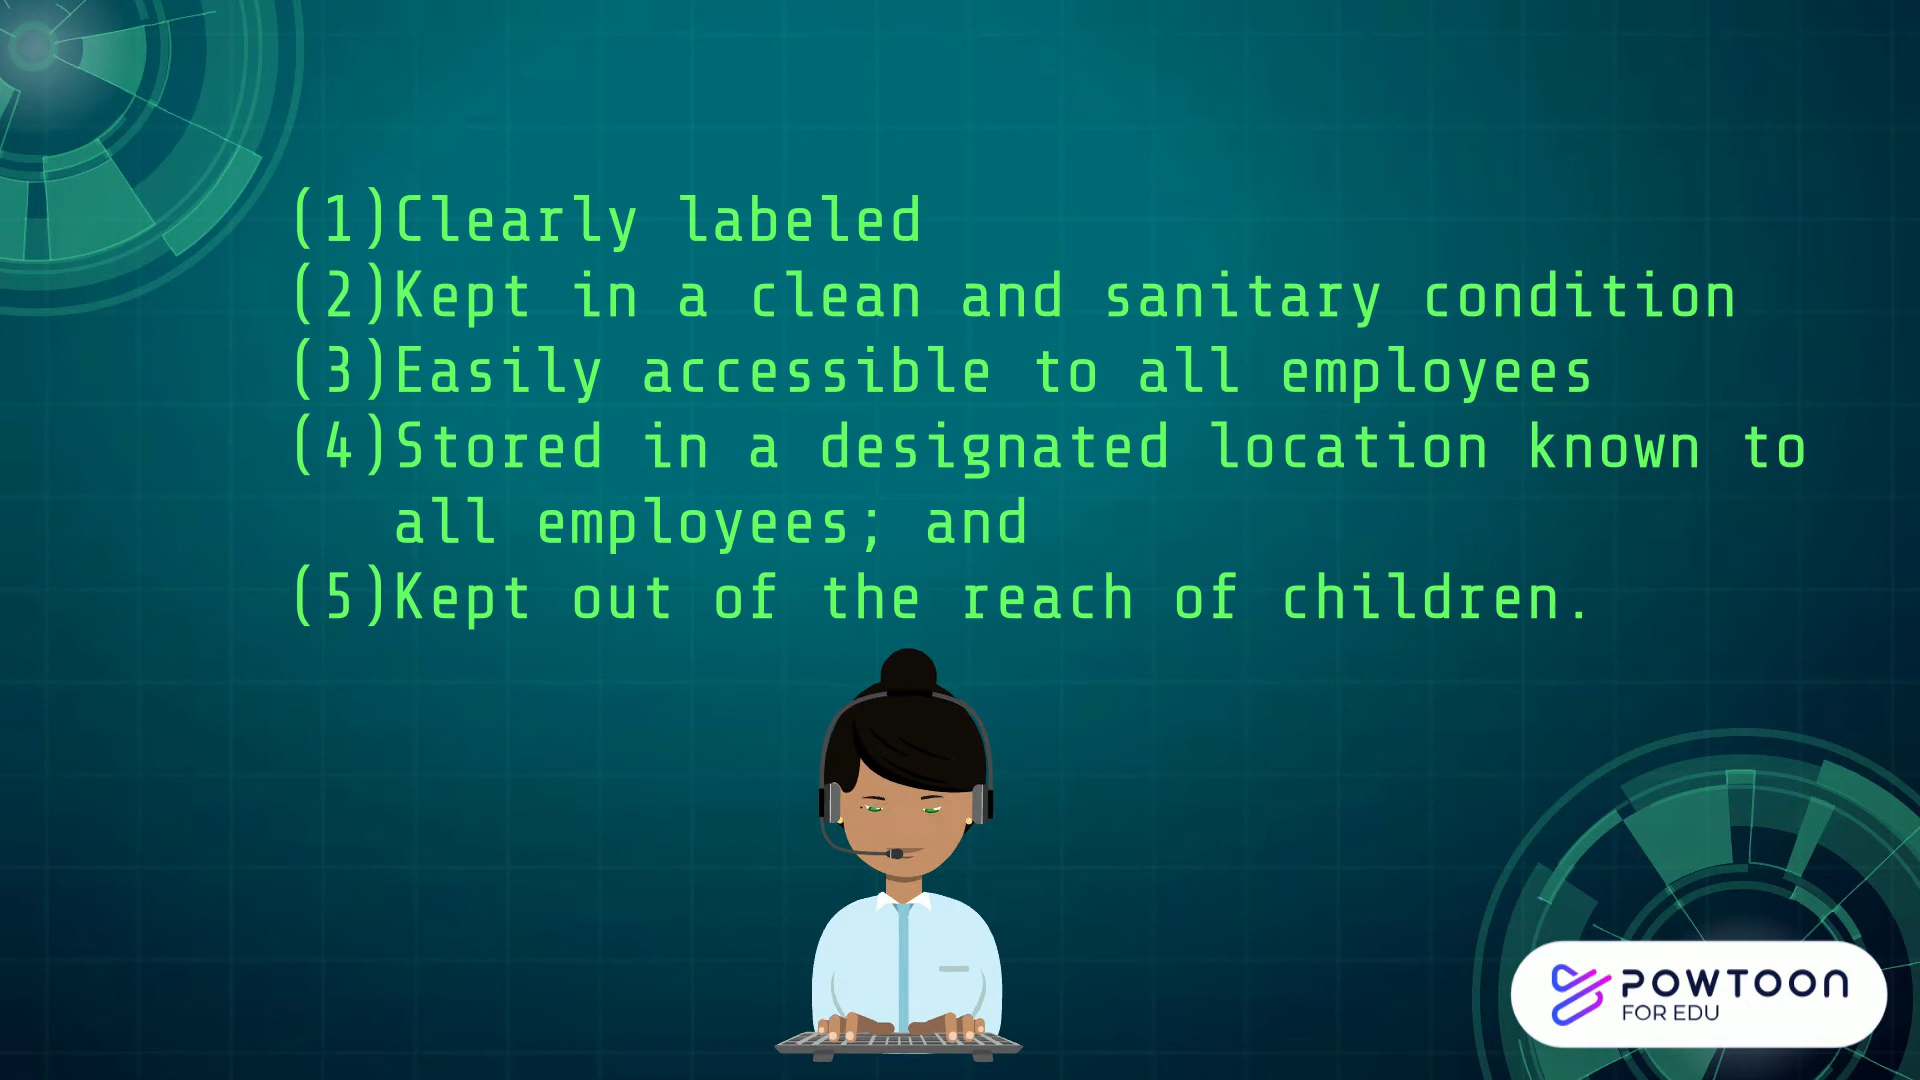 (1)Clearly labeled
(2)Kept in a clean and sanitary condition
(3)Easily accessible to all employees
(4)Stored in a designated location known to
all employees; and
(5)Kept out of the reach of children.
POWTOON
FOR EDU